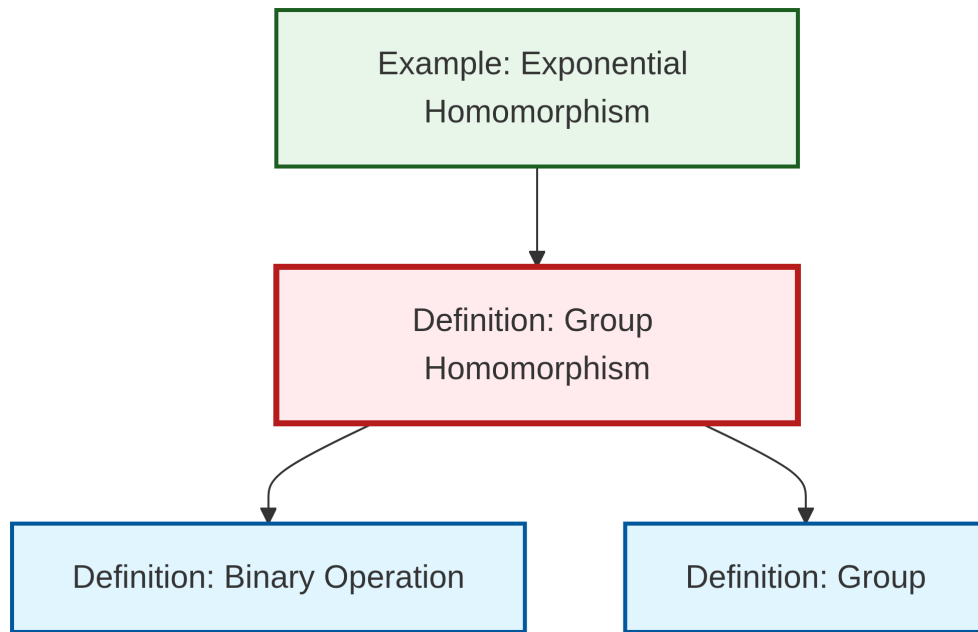 Example: Exponential
Homomorphism
Definition: Group
Homomorphism
Definition: Binary Operation
Definition: Group